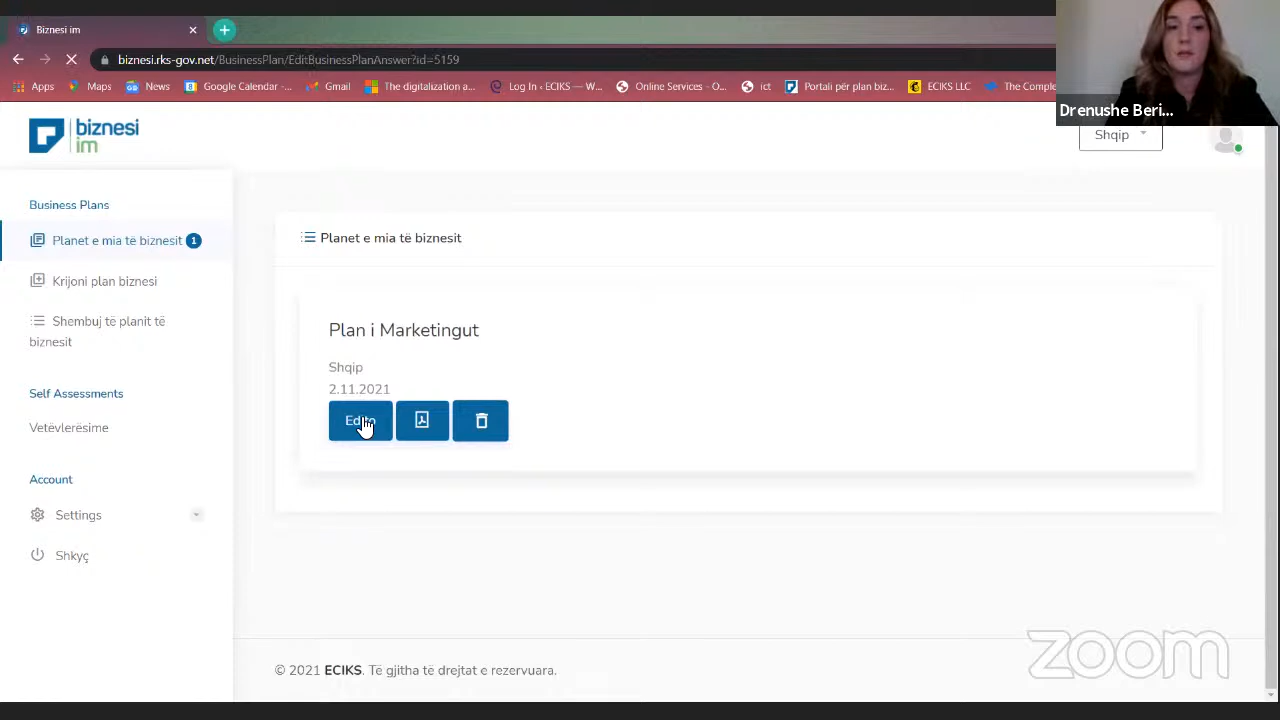 Biznesi im
biznesi.rks-gov.net/BusinessPlan/EditBusinessPlanAnswer?id=5159
Apps Maps News Google Calendar -... Gmail The digitalization a... Log In ‹ ECIKS — W... Online Services - O... ict Portali për plan biz... ECIKS LLC The Comple
Drenushe Beri...
biznesi
im
Shqip
Business Plans
Planet e mia të biznesit 1
Krijoni plan biznesi
Shembuj të planit të
biznesit
Self Assessments
Vetëvlerësime
Account
Settings
Shkyç
Planet e mia të biznesit
Plan i Marketingut
Shqip
2.11.2021
© 2021 ECIKS. Të gjitha të drejtat e rezervuara.
zoom